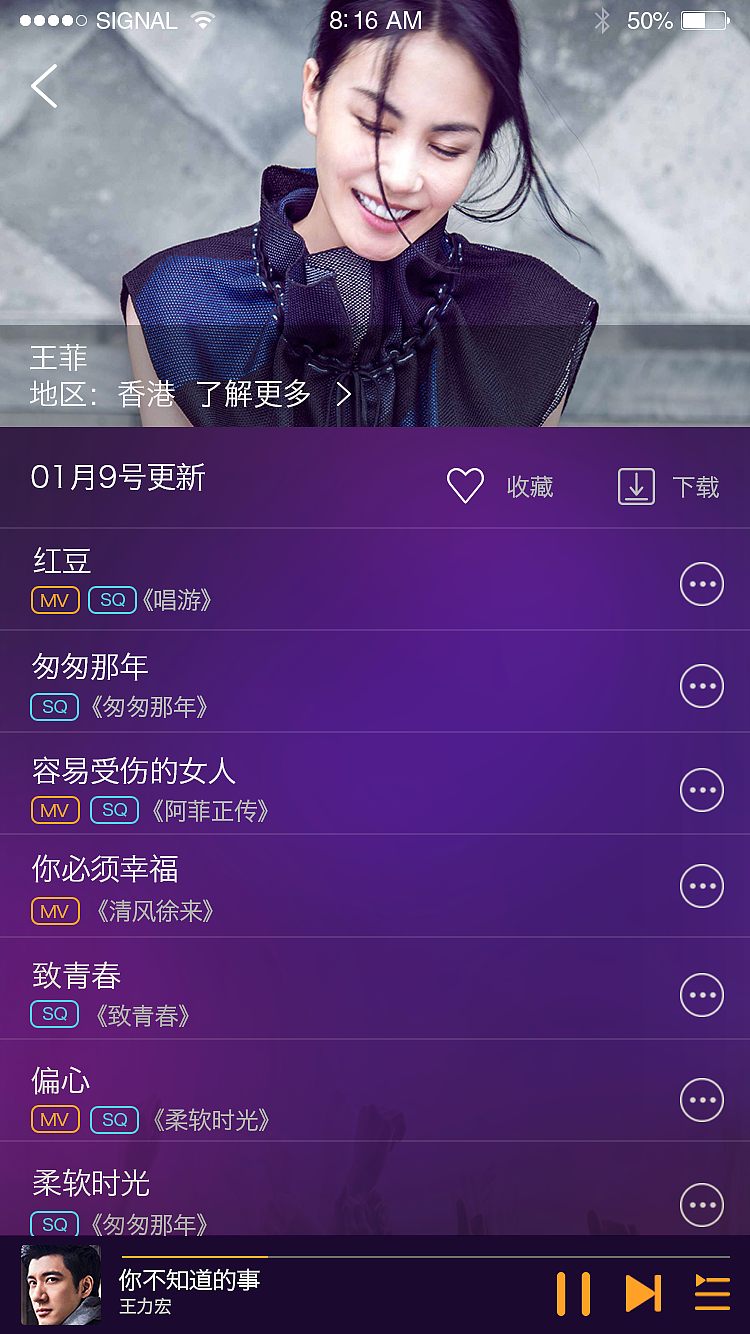 SIGNAL 8:16 AM 50%
王菲
地区：香港 了解更多
01月9号更新 收藏 下载
红豆
MV SQ 《唱游》
匆匆那年
SQ 《匆匆那年》
容易受伤的女人
MV SQ 《阿菲正传》
你必须幸福
MV 《清风徐来》
致青春
SQ 《致青春》
偏心
MV SQ 《柔软时光》
柔软时光
SQ 《匆匆那年》
你不知道的事
王力宏